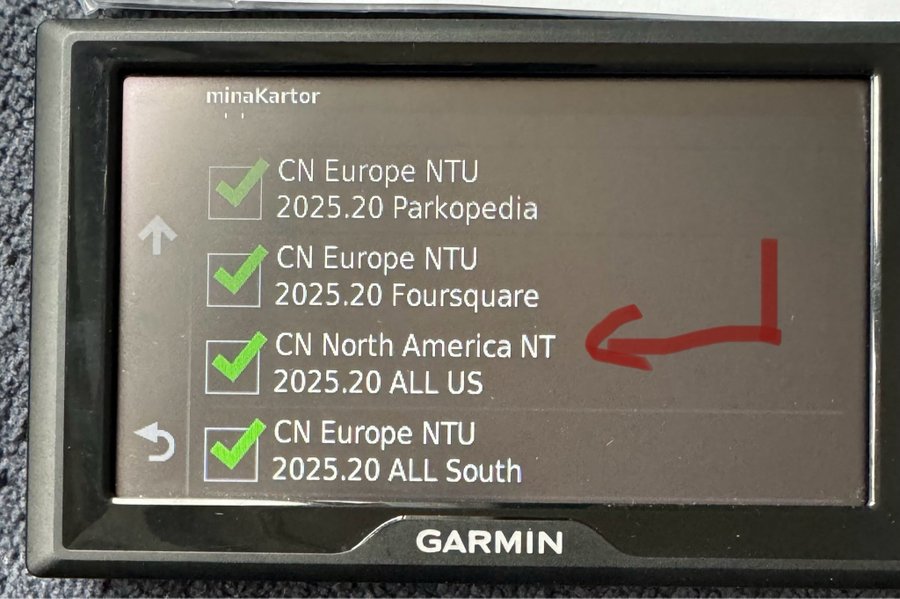 minaKartor
CN Europe NTU
2025.20 Parkopedia
CN Europe NTU
2025.20 Foursquare
CN North America NT
2025.20 ALL US
CN Europe NTU
2025.20 ALL South
GARMIN